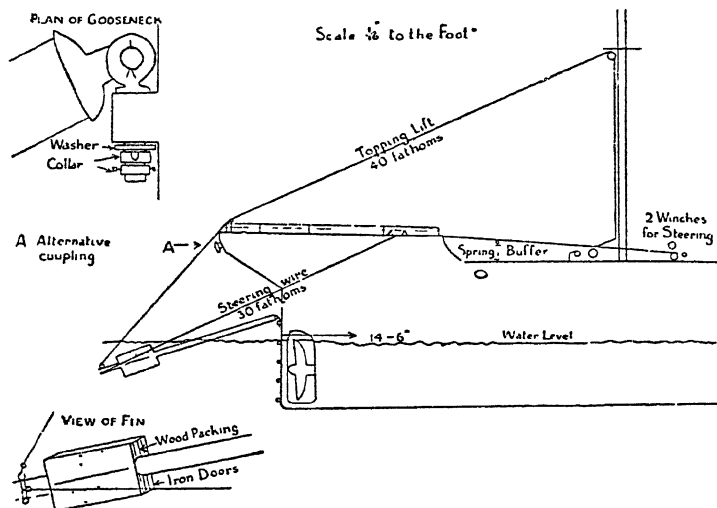 PLAN OF GOOSENECK
Scale 1/16" to the Foot"
Washer
Collar
Topping Lift
40 fathoms
A Alternative
coupling
A
Spring Buffer
2 Winches
for Steering
Steering wire
30 fathoms
14-6"
Water Level
VIEW OF FIN
Wood Packing
Iron Doors